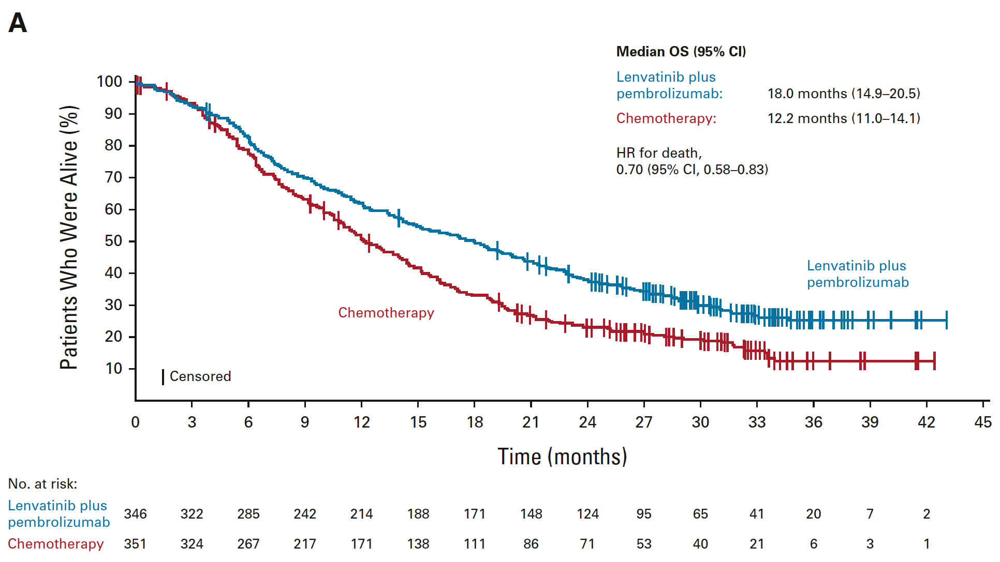 A
Median OS (95% CI)
Lenvatinib plus
pembrolizumab: 18.0 months (14.9–20.5)
Chemotherapy: 12.2 months (11.0–14.1)
HR for death,
0.70 (95% CI, 0.58–0.83)
Patients Who Were Alive (%)
100
90
80
70
60
50
40
30
20
10
Lenvatinib plus
pembrolizumab
Chemotherapy
Censored
0 3 6 9 12 15 18 21 24 27 30 33 36 39 42 45
Time (months)
No. at risk:
Lenvatinib plus
pembrolizumab 346 322 285 242 214 188 171 148 124 95 65 41 20 7 2
Chemotherapy 351 324 267 217 171 138 111 86 71 53 40 21 6 3 1